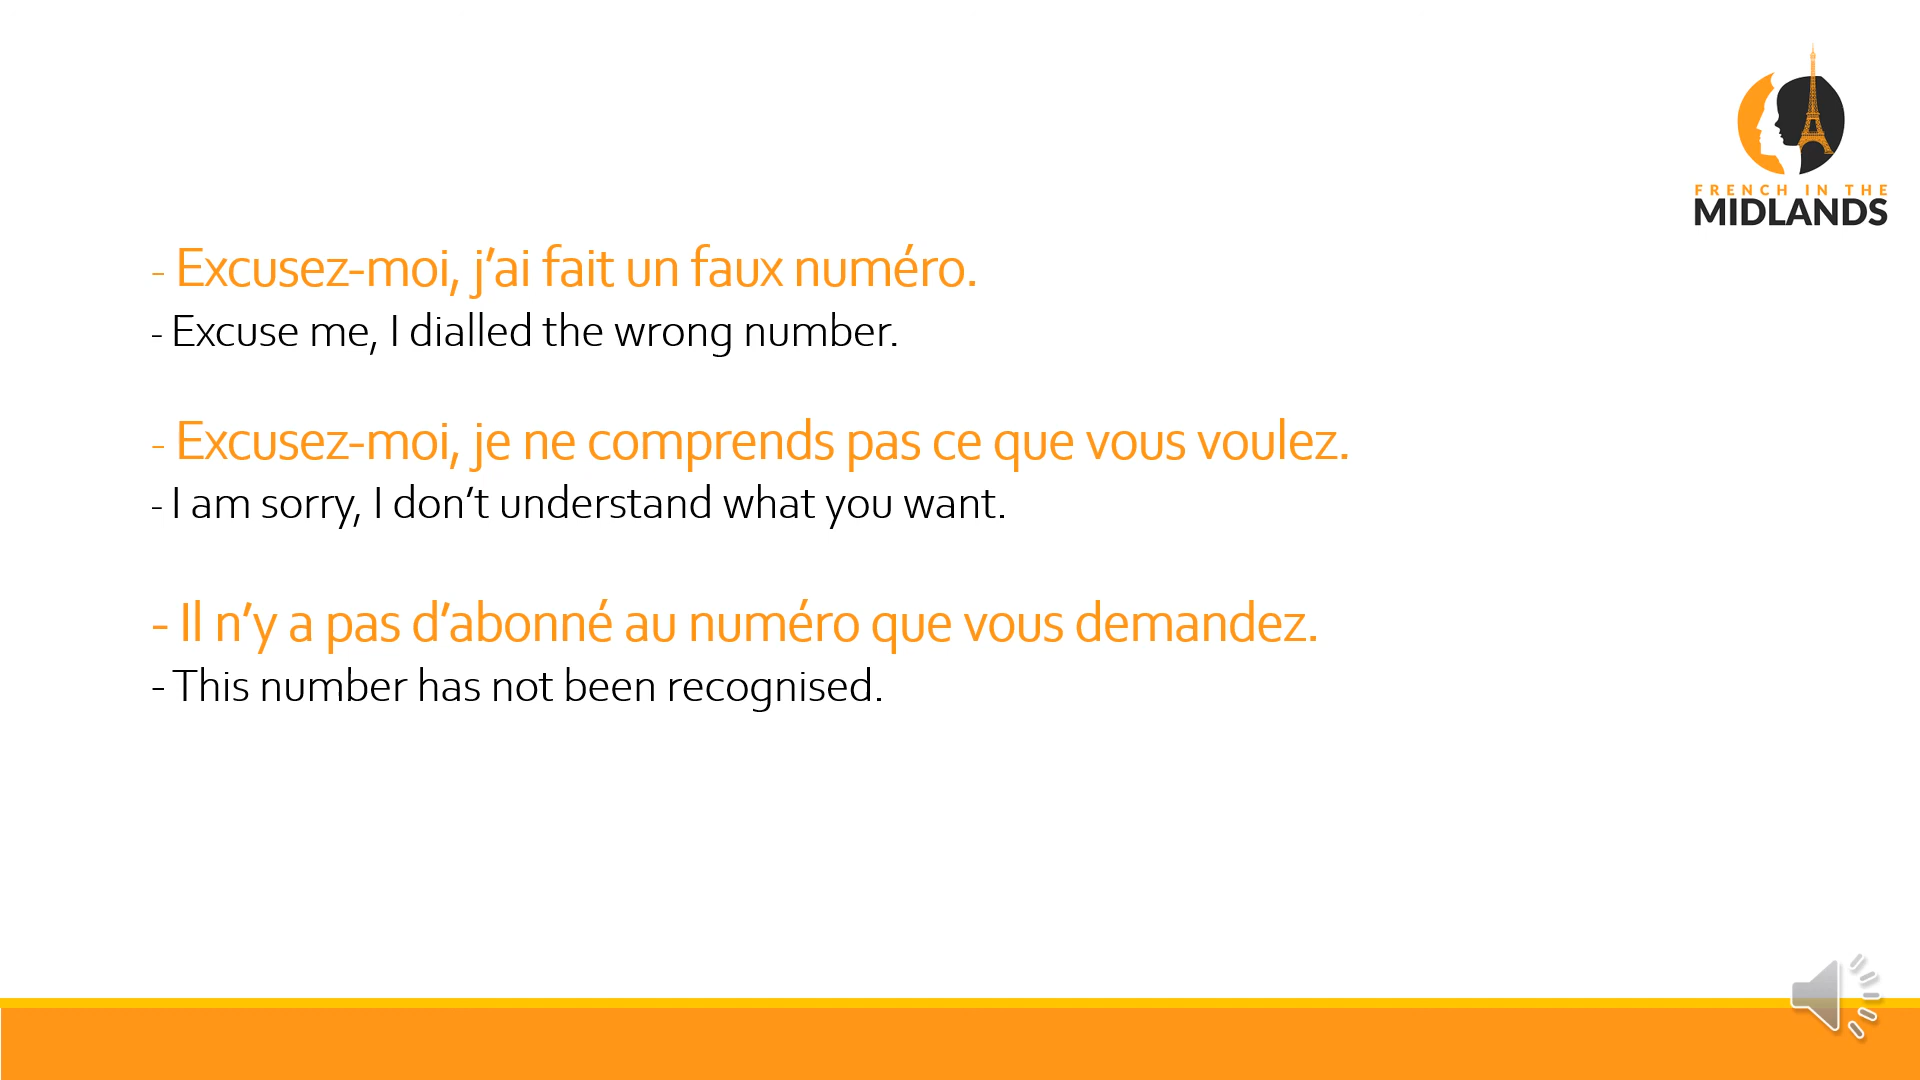 FRENCH IN THE
MIDLANDS
- Excusez-moi, j’ai fait un faux numéro.
- Excuse me, I dialled the wrong number.
- Excusez-moi, je ne comprends pas ce que vous voulez.
- I am sorry, I don’t understand what you want.
- Il n’y a pas d’abonné au numéro que vous demandez.
- This number has not been recognised.